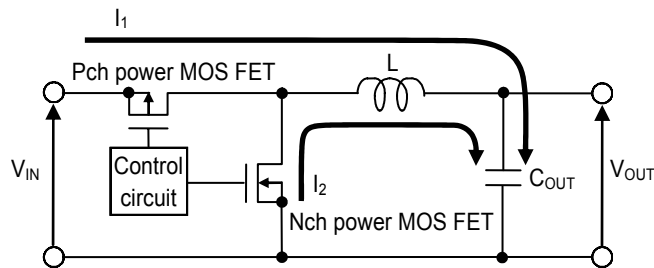 I1
L
Pch power MOS FET
VIN
Control
circuit
I2
COUT
VOUT
Nch power MOS FET